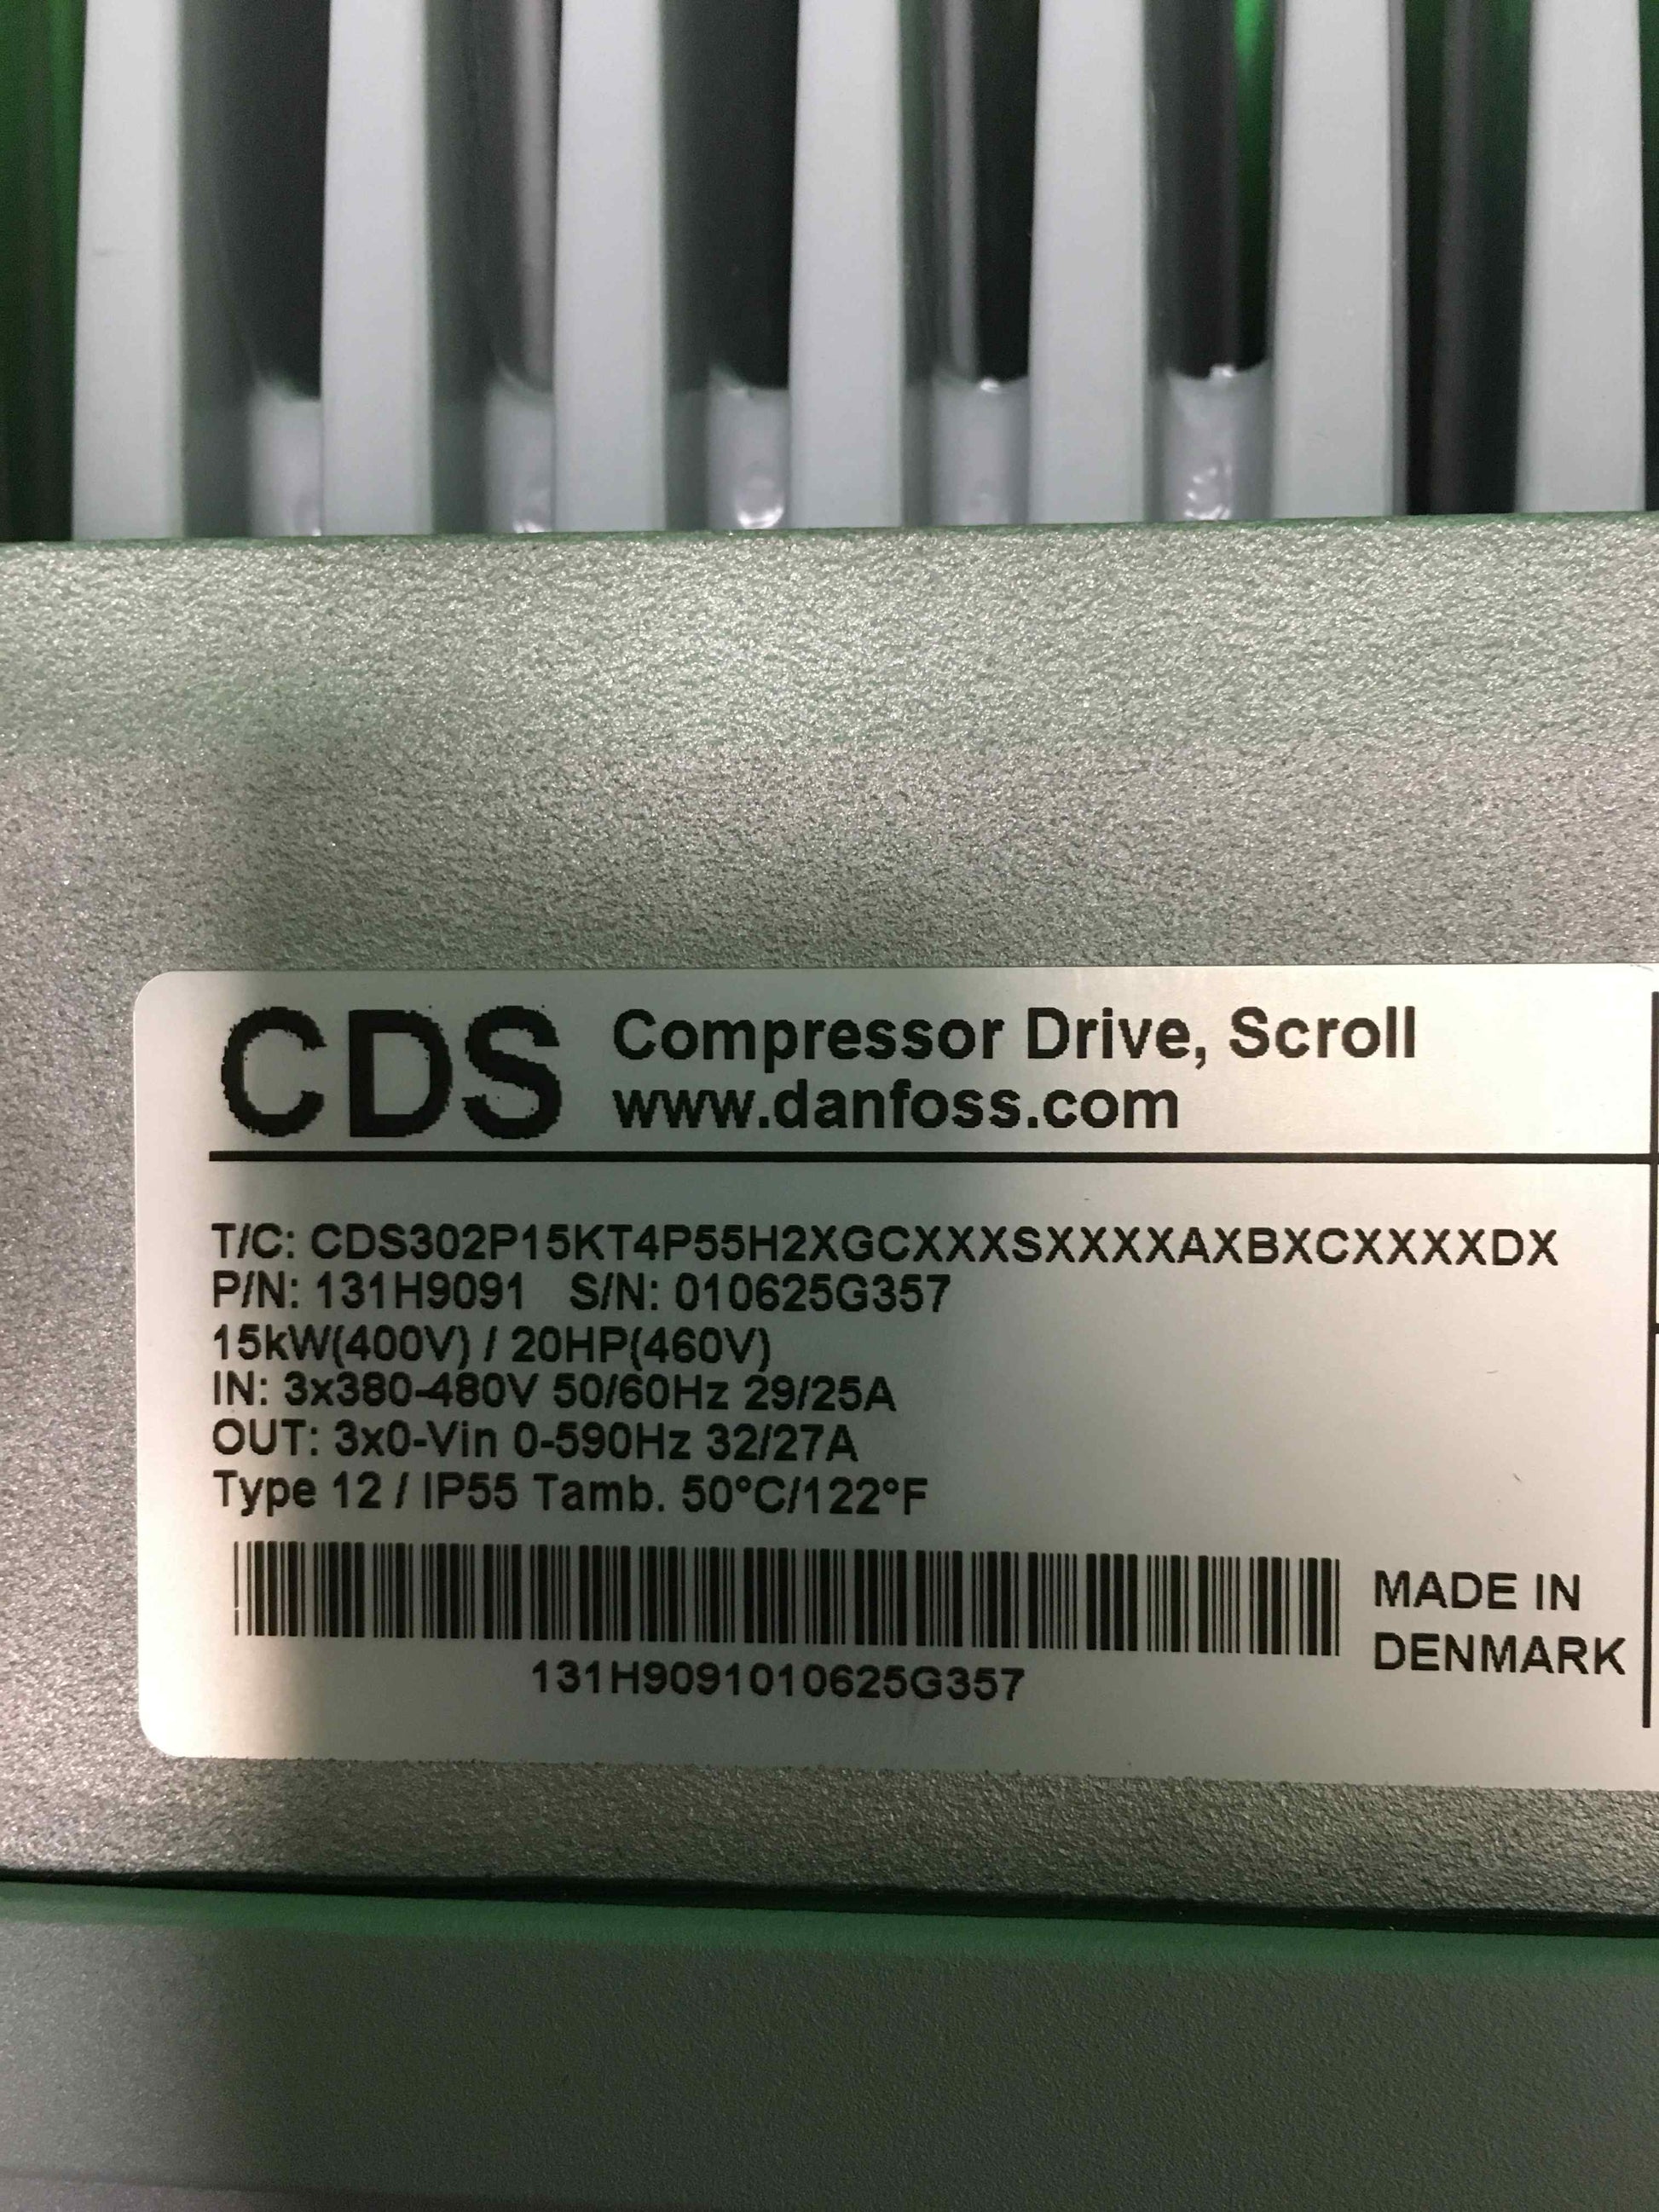 CDS Compressor Drive, Scroll
www.danfoss.com
T/C: CDS302P15KT4P55H2XGCXXXSXXXXAXBXCXXXXDX
P/N: 131H9091 S/N: 010625G357
15kW(400V) / 20HP(460V)
IN: 3x380-480V 50/60Hz 29/25A
OUT: 3x0-Vin 0-590Hz 32/27A
Type 12 / IP55 Tamb. 50°C/122°F
MADE IN
DENMARK
131H9091010625G357